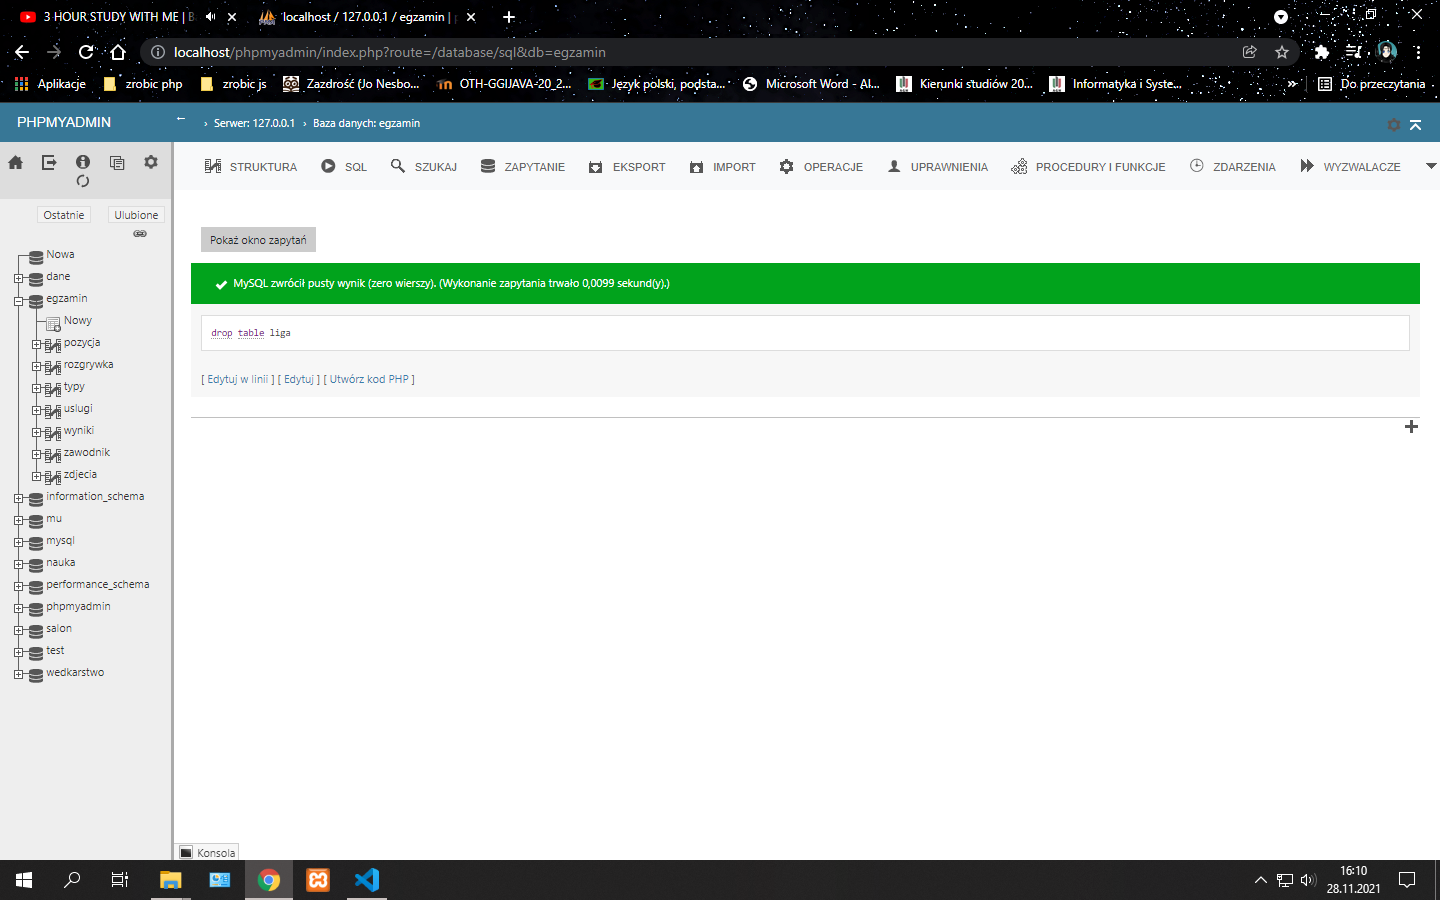 3 HOUR STUDY WITH ME | B
localhost / 127.0.0.1 / egzamin |
localhost/phpmyadmin/index.php?route=/database/sql&db=egzamin
Aplikacje
zrobic php
zrobic js
Zazdrość (Jo Nesbo...
OTH-GGIJAVA-20_2...
Język polski, podsta...
Microsoft Word - Al...
Kierunki studiów 20...
Informatyka i Syste...
»
Do przeczytania
PHPMYADMIN
← › Serwer: 127.0.0.1 › Baza danych: egzamin
STRUKTURA
SQL
SZUKAJ
ZAPYTANIE
EKSPORT
IMPORT
OPERACJE
UPRAWNIENIA
PROCEDURY I FUNKCJE
ZDARZENIA
WYZWALACZE
Ostatnie
Ulubione
Nowa
dane
egzamin
Nowy
pozycja
rozgrywka
typy
uslugi
wyniki
zawodnik
zdjecia
information_schema
mu
mysql
nauka
performance_schema
phpmyadmin
salon
test
wedkarstwo
Pokaż okno zapytań
MySQL zwrócił pusty wynik (zero wierszy). (Wykonanie zapytania trwało 0,0099 sekund(y).)
drop table liga
[ Edytuj w linii ] [ Edytuj ] [ Utwórz kod PHP ]
Konsola
16:10
28.11.2021